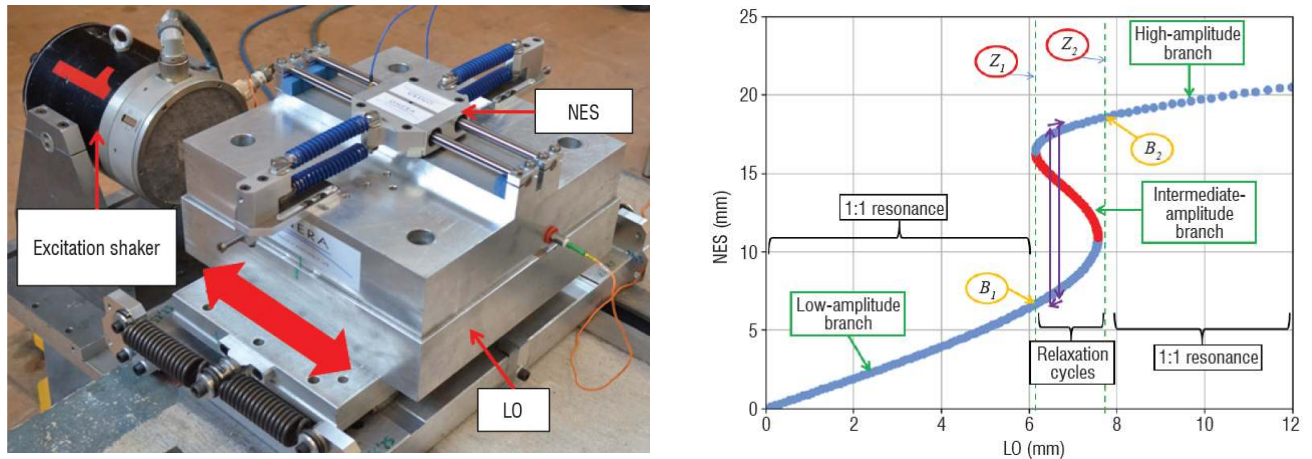 NES
Excitation shaker
LO
25
20
15
10
5
0
NES (mm)
0
2
4
6
8
10
12
LO (mm)
Z1
Z2
High-amplitude
branch
B2
Intermediate-
amplitude
branch
1:1 resonance
B1
Low-amplitude
branch
Relaxation
cycles
1:1 resonance